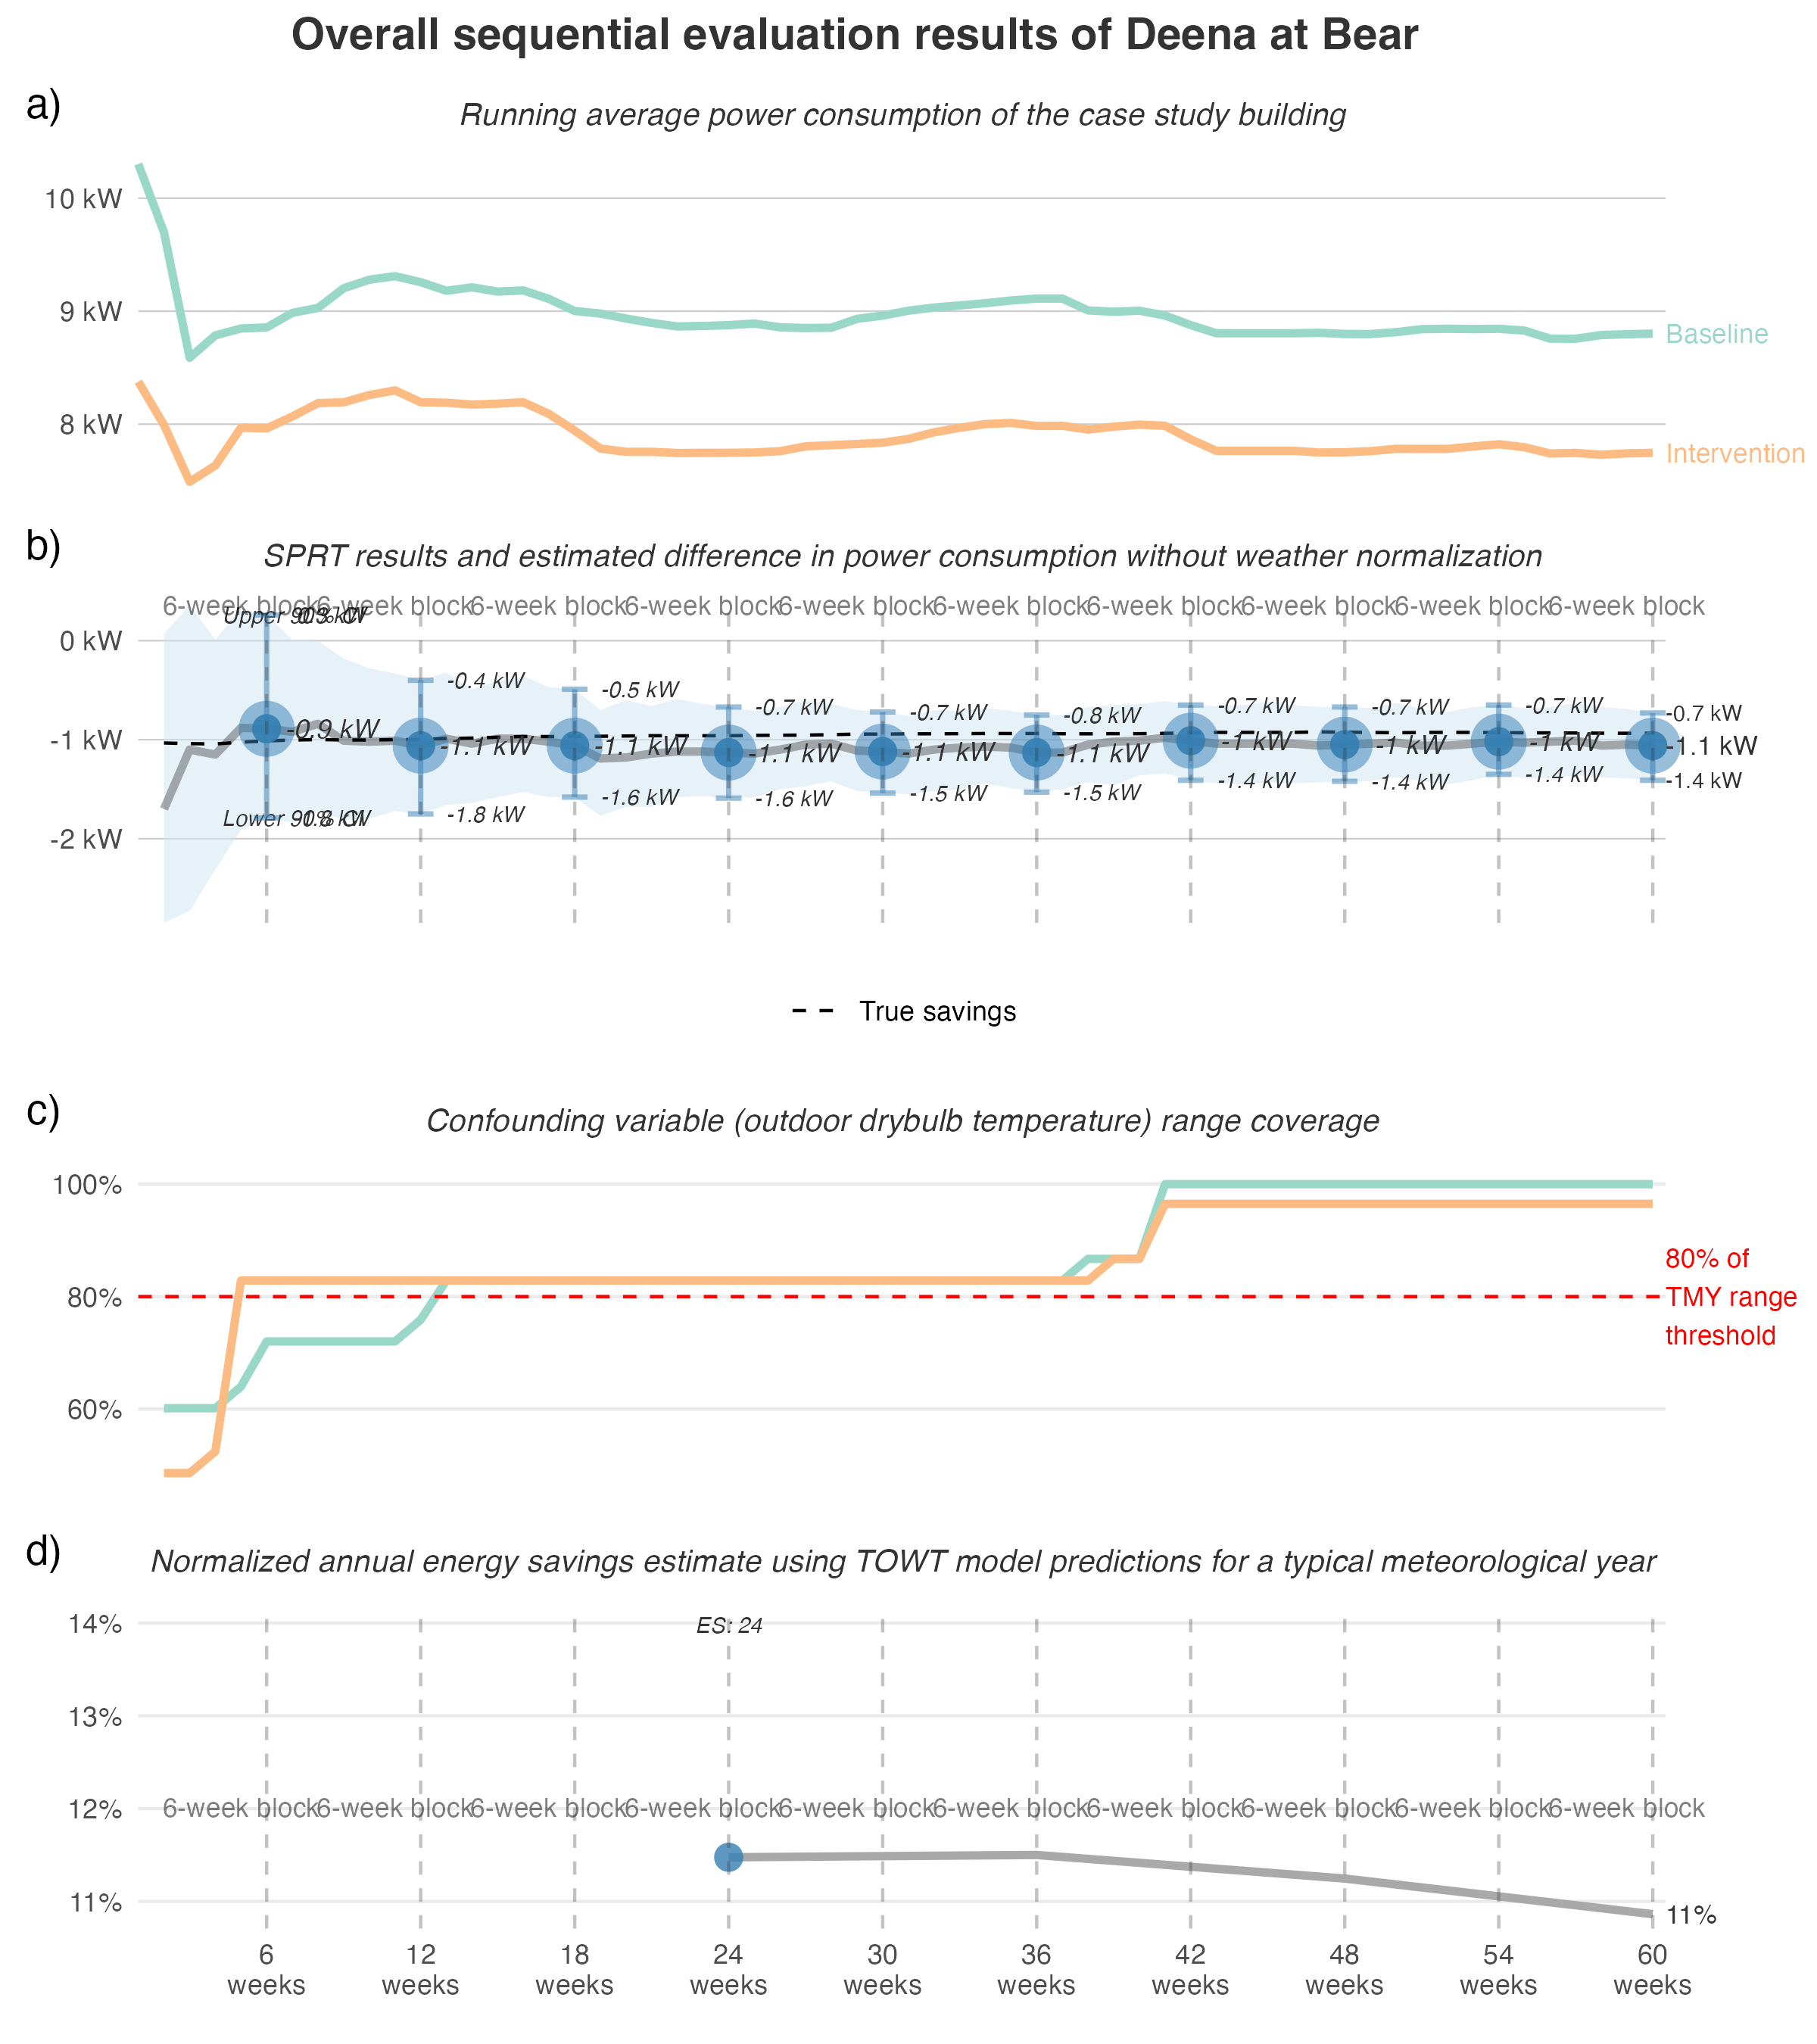 Overall sequential evaluation results of Deena at Bear
a)
Running average power consumption of the case study building
10 kW
9 kW
8 kW
Baseline
Intervention
b)
SPRT results and estimated difference in power consumption without weather normalization
6-week block 6-week block 6-week block 6-week block 6-week block 6-week block 6-week block 6-week block 6-week block 6-week block
Upper 90% CI 0.3 kW
0 kW
-0.4 kW
-0.5 kW
-0.7 kW
-0.7 kW
-0.8 kW
-0.7 kW
-0.7 kW
-0.7 kW
-0.7 kW
-1 kW
-0.9 kW
-1.1 kW
-1.1 kW
-1.1 kW
-1.1 kW
-1.1 kW
-1 kW
-1 kW
-1 kW
-1.1 kW
Lower 90% CI -1.8 kW
-1.8 kW
-1.6 kW
-1.6 kW
-1.5 kW
-1.5 kW
-1.4 kW
-1.4 kW
-1.4 kW
-1.4 kW
-2 kW
True savings
c)
Confounding variable (outdoor drybulb temperature) range coverage
100%
80%
60%
80% of
TMY range
threshold
d)
Normalized annual energy savings estimate using TOWT model predictions for a typical meteorological year
14%
ES: 24
13%
12%
6-week block 6-week block 6-week block 6-week block 6-week block 6-week block 6-week block 6-week block 6-week block 6-week block
11%
11%
6 12 18 24 30 36 42 48 54 60
weeks weeks weeks weeks weeks weeks weeks weeks weeks weeks